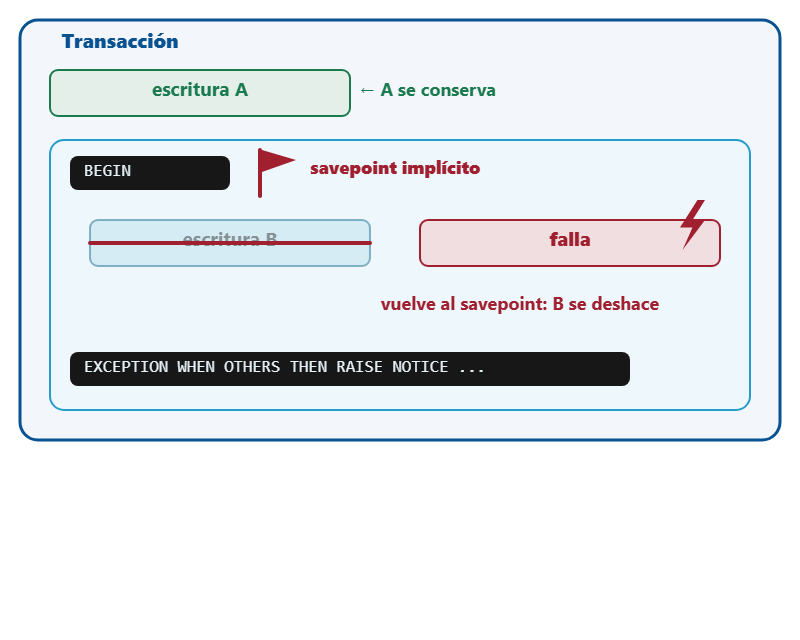 Transacción
escritura A
← A se conserva
BEGIN
savepoint implícito
escritura B
falla
vuelve al savepoint: B se deshace
EXCEPTION WHEN OTHERS THEN RAISE NOTICE ...